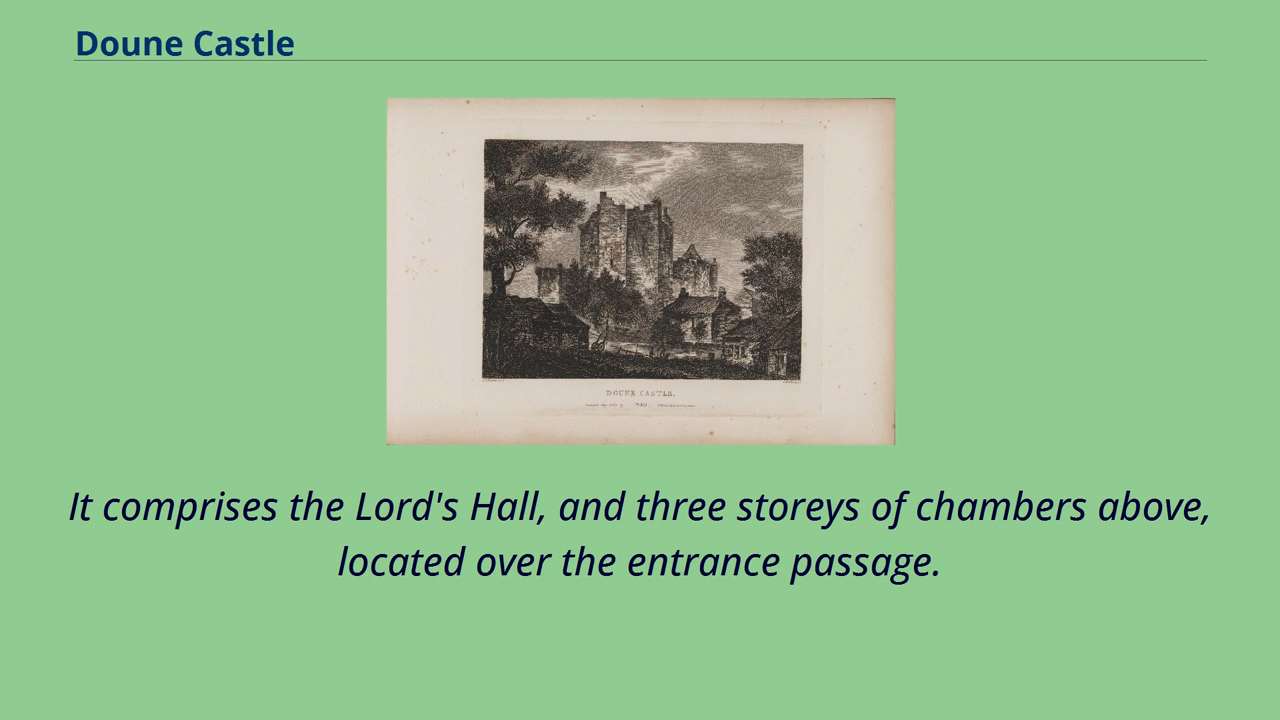 Doune Castle
DOUNE CASTLE.
It comprises the Lord's Hall, and three storeys of chambers above,
located over the entrance passage.